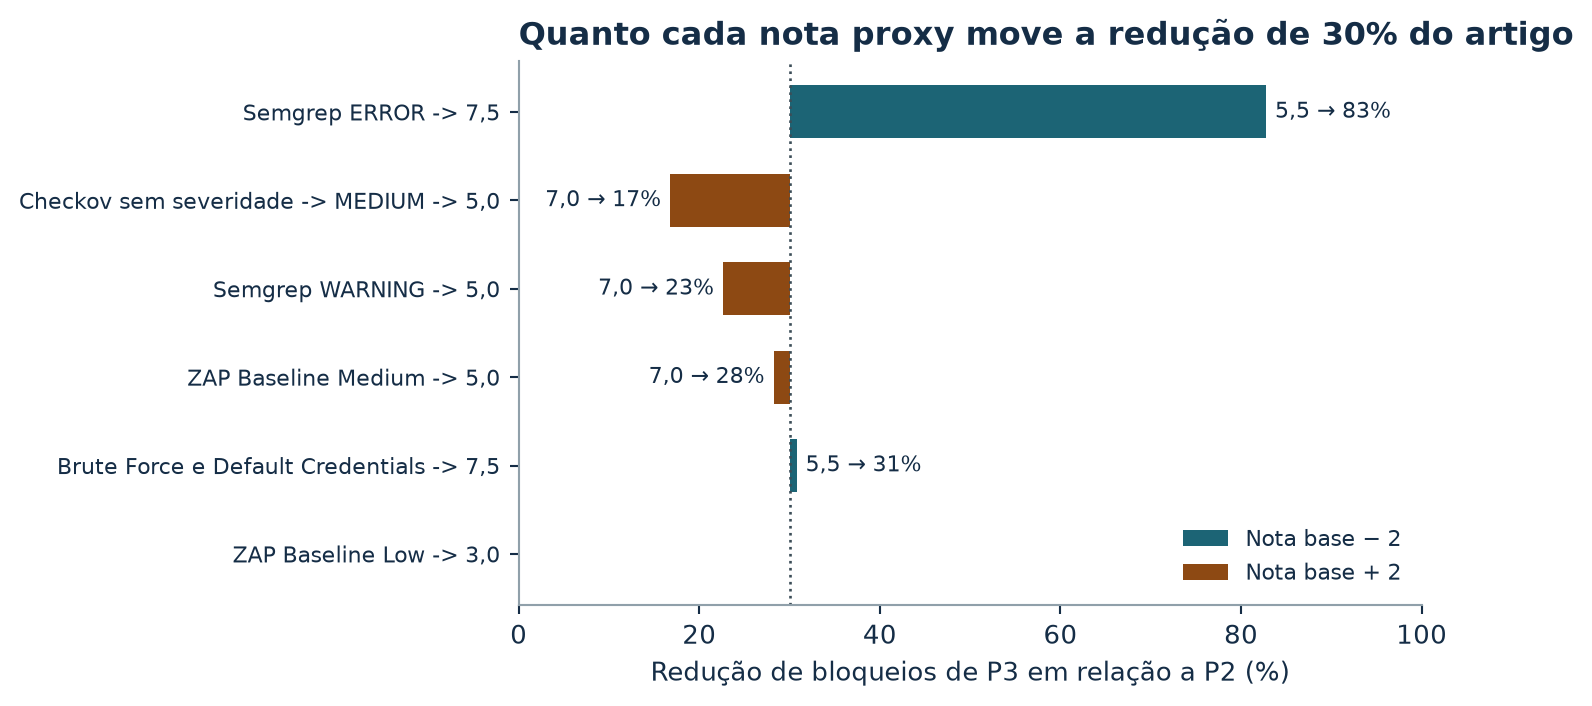 Quanto cada nota proxy move a redução de 30% do artigo
Semgrep ERROR -> 7,5
5,5 → 83%
Checkov sem severidade -> MEDIUM -> 5,0
7,0 → 17%
Semgrep WARNING -> 5,0
7,0 → 23%
ZAP Baseline Medium -> 5,0
7,0 → 28%
Brute Force e Default Credentials -> 7,5
5,5 → 31%
ZAP Baseline Low -> 3,0
Nota base − 2
Nota base + 2
0 20 40 60 80 100
Redução de bloqueios de P3 em relação a P2 (%)